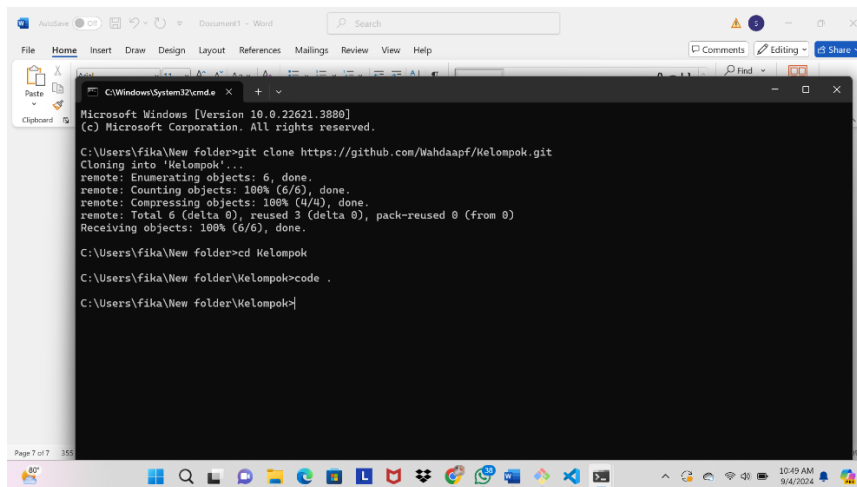 AutoSave Off Document1 - Word Search S
File Home Insert Draw Design Layout References Mailings Review View Help Comments Editing Share
Paste Find
Clipboard
C:\Windows\System32\cmd.e
Microsoft Windows [Version 10.0.22621.3880]
(c) Microsoft Corporation. All rights reserved.
C:\Users\fika\New folder>git clone https://github.com/Wahdaapf/Kelompok.git
Cloning into 'Kelompok'...
remote: Enumerating objects: 6, done.
remote: Counting objects: 100% (6/6), done.
remote: Compressing objects: 100% (4/4), done.
remote: Total 6 (delta 0), reused 3 (delta 0), pack-reused 0 (from 0)
Receiving objects: 100% (6/6), done.
C:\Users\fika\New folder>cd Kelompok
C:\Users\fika\New folder\Kelompok>code .
C:\Users\fika\New folder\Kelompok>
Page 7 of 7 355
80°
L
38
10:49 AM
9/4/2024